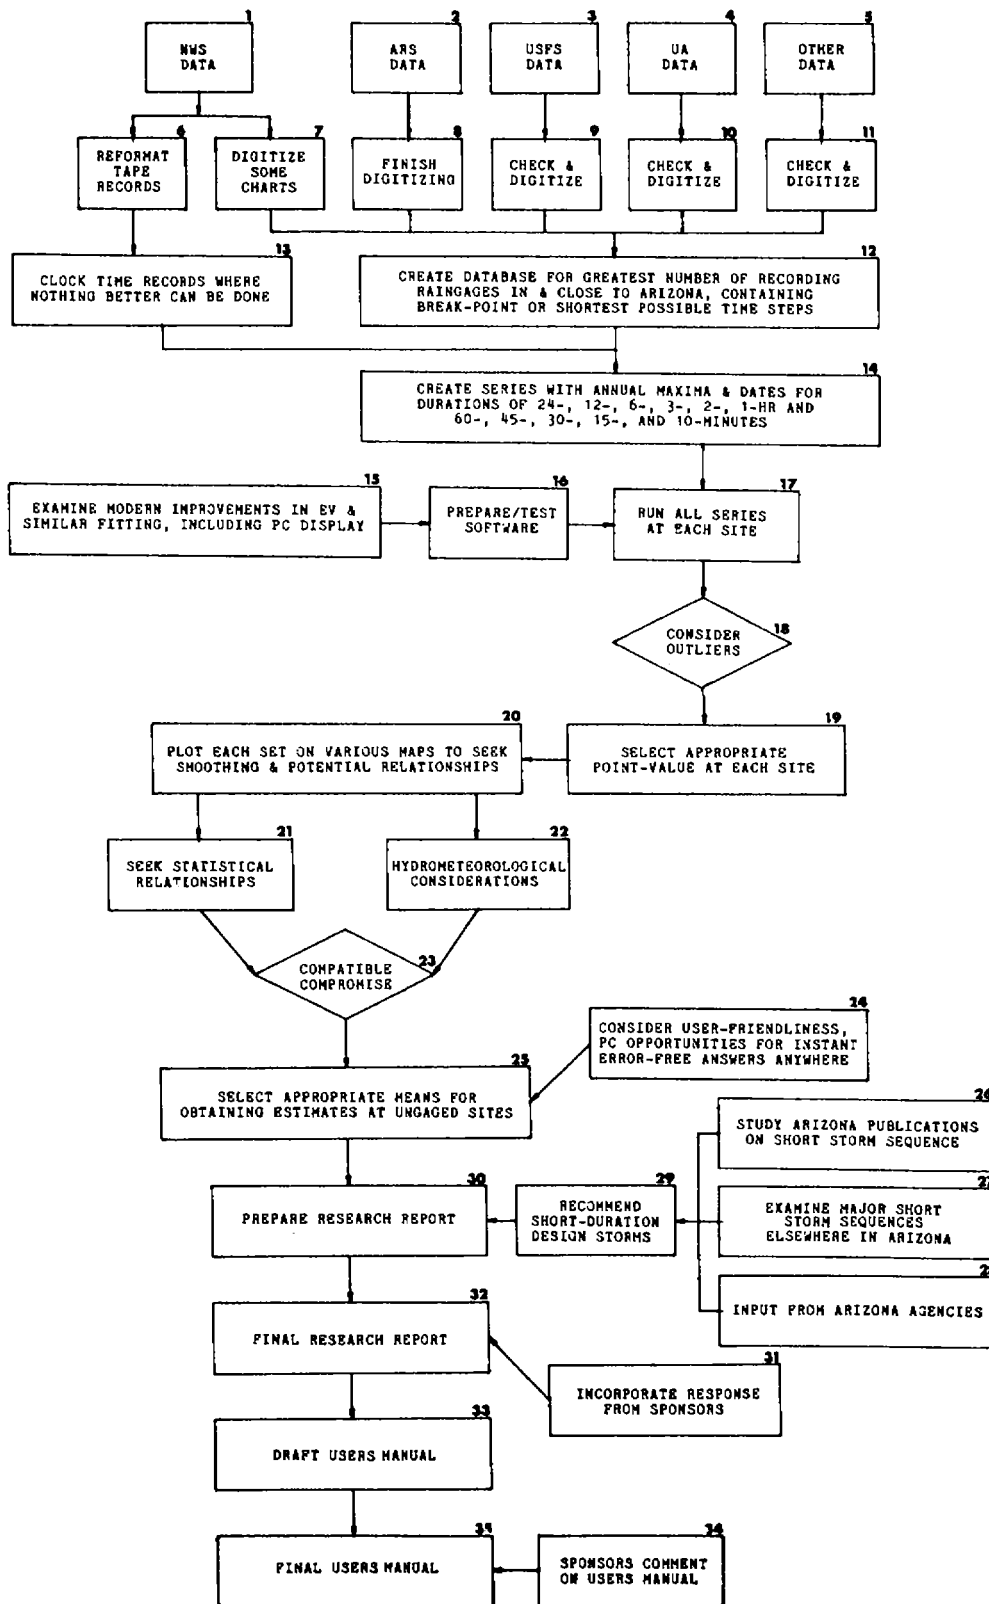 1
NWS
DATA
2
ARS
DATA
3
USFS
DATA
4
UA
DATA
5
OTHER
DATA
6
REFORMAT
TAPE
RECORDS
7
DIGITIZE
SOME
CHARTS
8
FINISH
DIGITIZING
9
CHECK &
DIGITIZE
10
CHECK &
DIGITIZE
11
CHECK &
DIGITIZE
13
CLOCK TIME RECORDS WHERE
NOTHING BETTER CAN BE DONE
12
CREATE DATABASE FOR GREATEST NUMBER OF RECORDING
RAINGAGES IN & CLOSE TO ARIZONA, CONTAINING
BREAK-POINT OR SHORTEST POSSIBLE TIME STEPS
14
CREATE SERIES WITH ANNUAL MAXIMA & DATES FOR
DURATIONS OF 24-, 12-, 6-, 3-, 2-, 1-HR AND
60-, 45-, 30-, 15-, AND 10-MINUTES
15
EXAMINE MODERN IMPROVEMENTS IN EV &
SIMILAR FITTING, INCLUDING PC DISPLAY
16
PREPARE/TEST
SOFTWARE
17
RUN ALL SERIES
AT EACH SITE
18
CONSIDER
OUTLIERS
19
SELECT APPROPRIATE
POINT-VALUE AT EACH SITE
20
PLOT EACH SET ON VARIOUS MAPS TO SEEK
SMOOTHING & POTENTIAL RELATIONSHIPS
21
SEEK STATISTICAL
RELATIONSHIPS
22
HYDROMETEOROLOGICAL
CONSIDERATIONS
23
COMPATIBLE
COMPROMISE
24
CONSIDER USER-FRIENDLINESS,
PC OPPORTUNITIES FOR INSTANT
ERROR-FREE ANSWERS ANYWHERE
25
SELECT APPROPRIATE MEANS FOR
OBTAINING ESTIMATES AT UNGAGED SITES
26
STUDY ARIZONA PUBLICATIONS
ON SHORT STORM SEQUENCE
27
EXAMINE MAJOR SHORT
STORM SEQUENCES
ELSEWHERE IN ARIZONA
INPUT FROM ARIZONA AGENCIES
29
RECOMMEND
SHORT-DURATION
DESIGN STORMS
30
PREPARE RESEARCH REPORT
32
FINAL RESEARCH REPORT
31
INCORPORATE RESPONSE
FROM SPONSORS
33
DRAFT USERS MANUAL
35
FINAL USERS MANUAL
34
SPONSORS COMMENT
ON USERS MANUAL